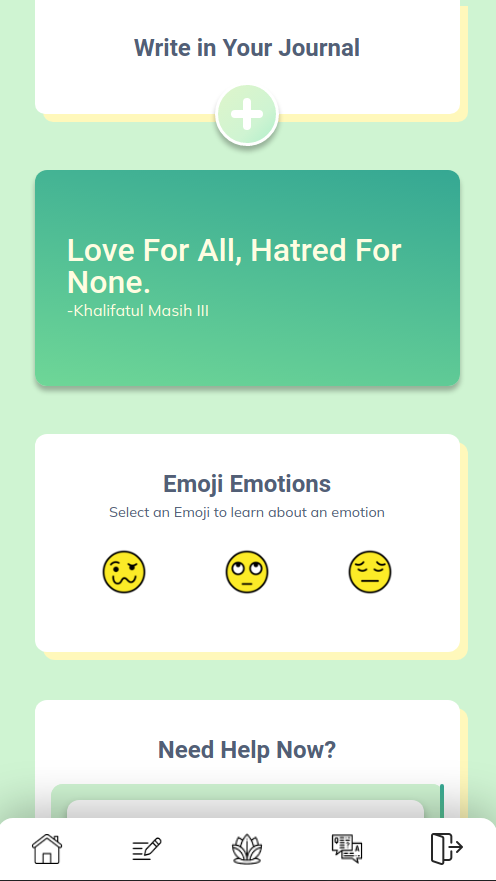 Write in Your Journal
Love For All, Hatred For
None.
-Khalifatul Masih III
Emoji Emotions
Select an Emoji to learn about an emotion
Need Help Now?